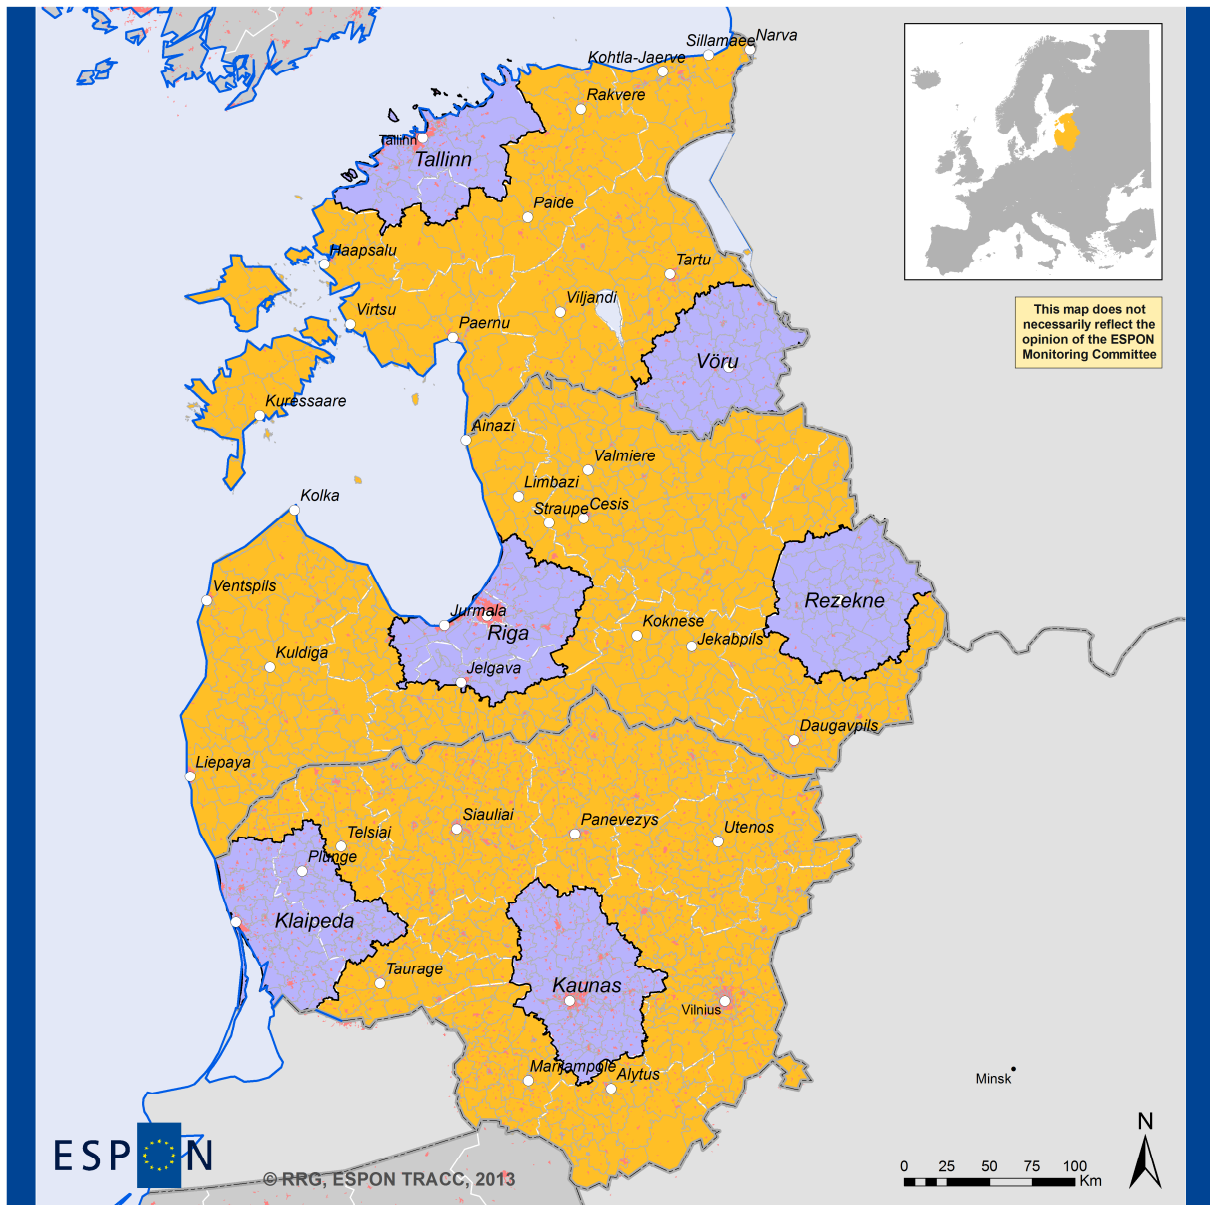 Narva
Sillamaee
Kohtla-Jaerve
Rakvere
Tallinn
Tallinn
Paide
Haapsalu
Tartu
Viljandi
Virtsu
Paernu
This map does not
necessarily reflect the
opinion of the ESPON
Monitoring Committee
Vöru
Kuressaare
Ainazi
Valmiere
Limbazi
Kolka
Straupe
Cesis
Ventspils
Jurmala
Rezekne
Riga
Koknese
Jekabpils
Kuldiga
Jelgava
Daugavpils
Liepaya
Siauliai
Panevezys
Utenos
Telsiai
Plunge
Klaipeda
Taurage
Kaunas
Vilnius
Marijampole
Alytus
Minsk
N
ESPON
© RRG, ESPON TRACC, 2013
0 25 50 75 100
Km